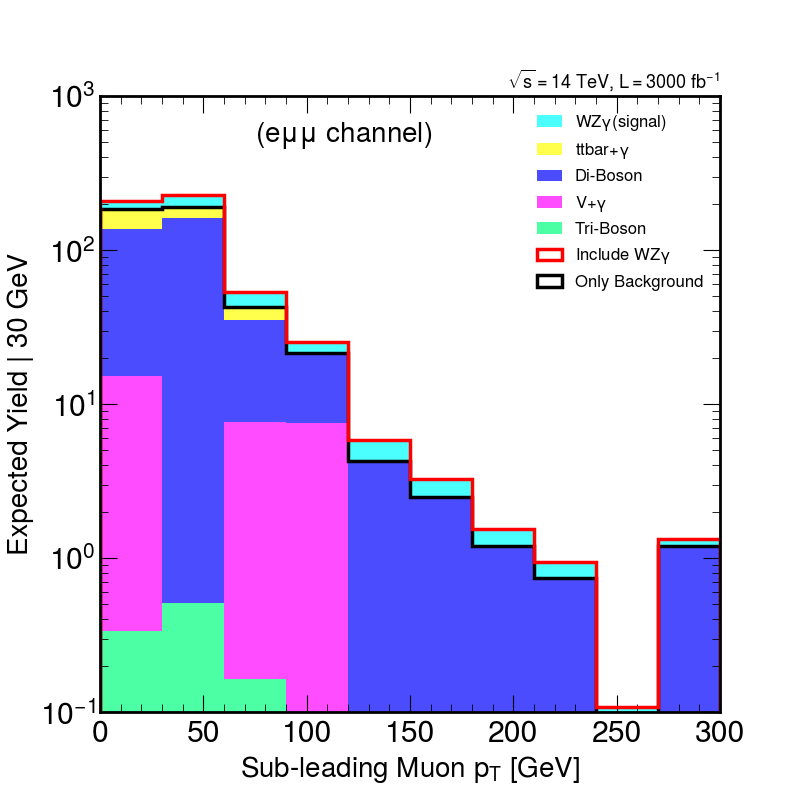 √s = 14 TeV, L = 3000 fb⁻¹
(eμμ channel)
WZγ(signal)
ttbar+γ
Di-Boson
V+γ
Tri-Boson
Include WZγ
Only Background
Expected Yield | 30 GeV
10³
10²
10¹
10⁰
10⁻¹
0 50 100 150 200 250 300
Sub-leading Muon p_T [GeV]